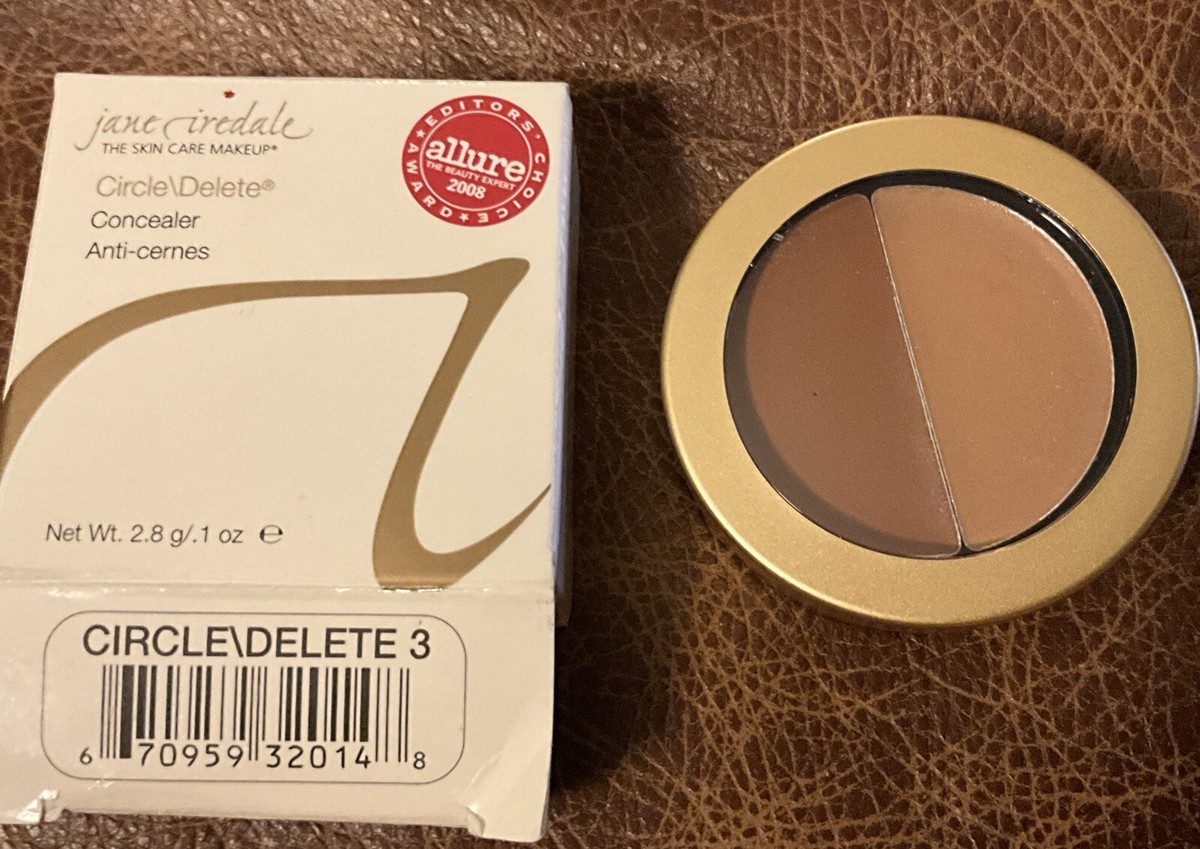 jane iredale
THE SKIN CARE MAKEUP®
Circle\Delete®
Concealer
Anti-cernes
EDITORS' CHOICE
allure
THE BEAUTY EXPERT
2008
AWARD
Net Wt. 2.8 g/.1 oz ℮
CIRCLE\DELETE 3
6 70959 32014 8